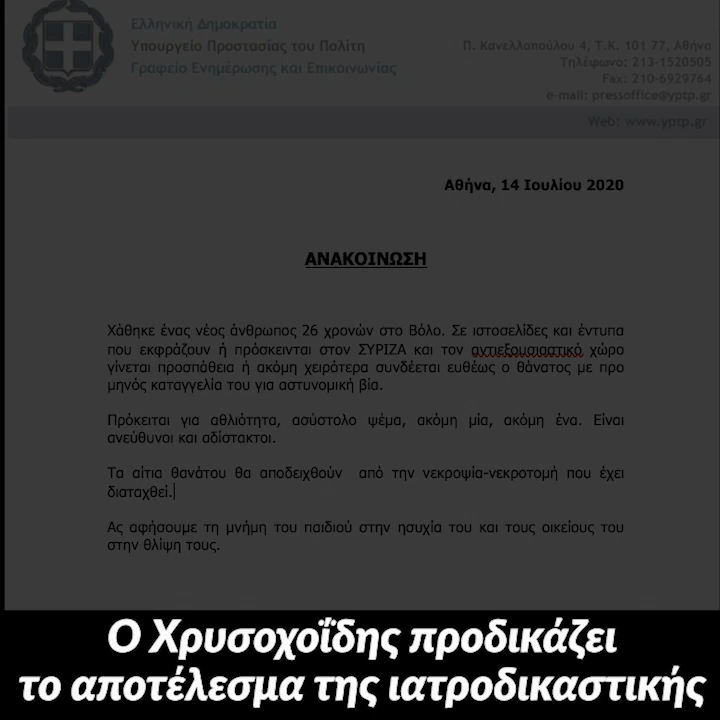 Ελληνική Δημοκρατία
Υπουργείο Προστασίας του Πολίτη
Γραφείο Ενημέρωσης και Επικοινωνίας
Π. Κανελλοπούλου 4, Τ.Κ. 101 77, Αθήνα
Τηλέφωνο: 213-1520505
Fax: 210-6929764
e-mail: pressoffice@yptp.gr
Web: www.yptp.gr
Αθήνα, 14 Ιουλίου 2020
ΑΝΑΚΟΙΝΩΣΗ
Χάθηκε ένας νέος άνθρωπος 26 χρονών στο Βόλο. Σε ιστοσελίδες και έντυπα
που εκφράζουν ή πρόσκεινται στον ΣΥΡΙΖΑ και τον αντιεξουσιαστικό χώρο
γίνεται προσπάθεια ή ακόμη χειρότερα συνδέεται ευθέως ο θάνατος με προ
μηνός καταγγελία του για αστυνομική βία.
Πρόκειται για αθλιότητα, ασύστολο ψέμα, ακόμη μία, ακόμη ένα. Είναι
ανεύθυνοι και αδίστακτοι.
Τα αίτια θανάτου θα αποδειχθούν από την νεκροψία-νεκροτομή που έχει
διαταχθεί.
Ας αφήσουμε τη μνήμη του παιδιού στην ησυχία του και τους οικείους του
στην θλίψη τους.
Ο Χρυσοχοΐδης προδικάζει
το αποτέλεσμα της ιατροδικαστικής